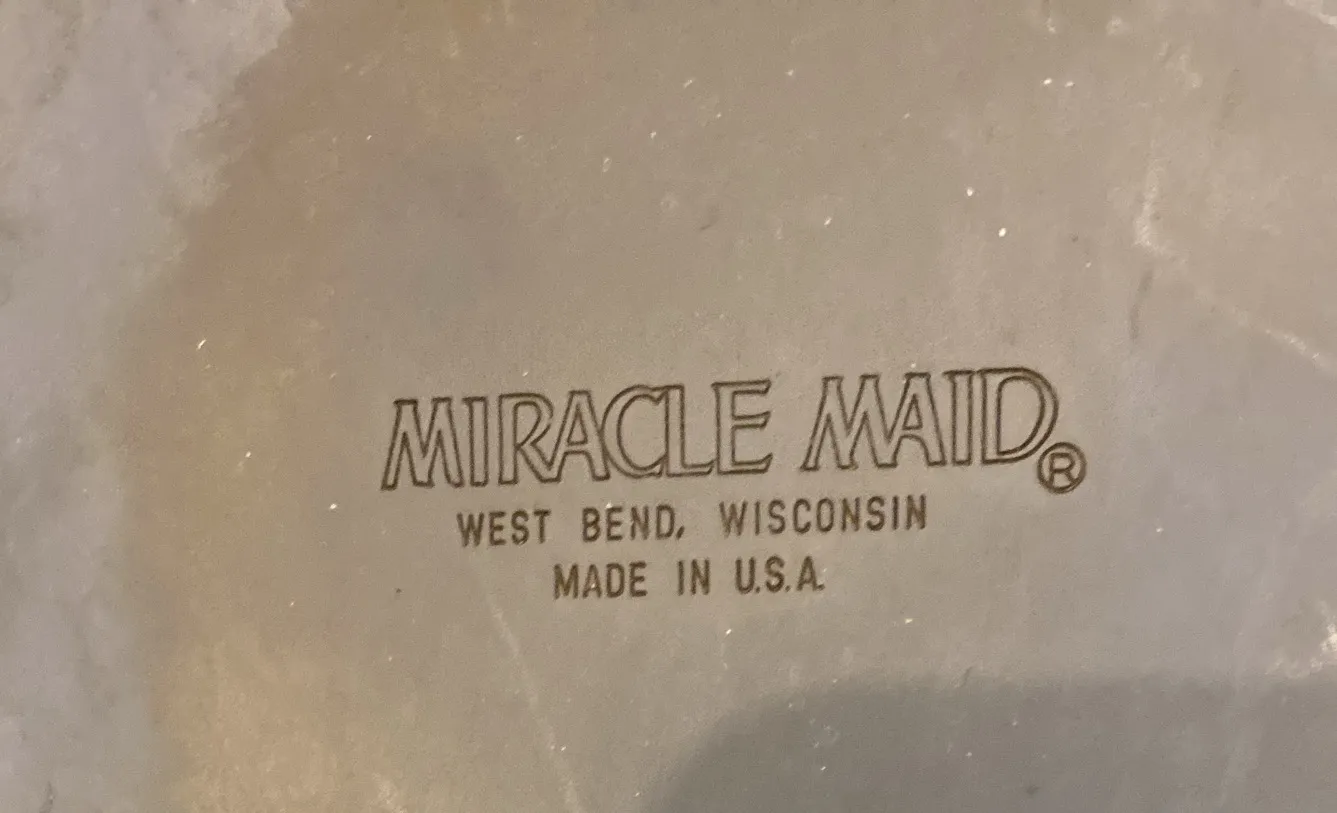 MIRACLE MAID®
WEST BEND, WISCONSIN
MADE IN U.S.A.